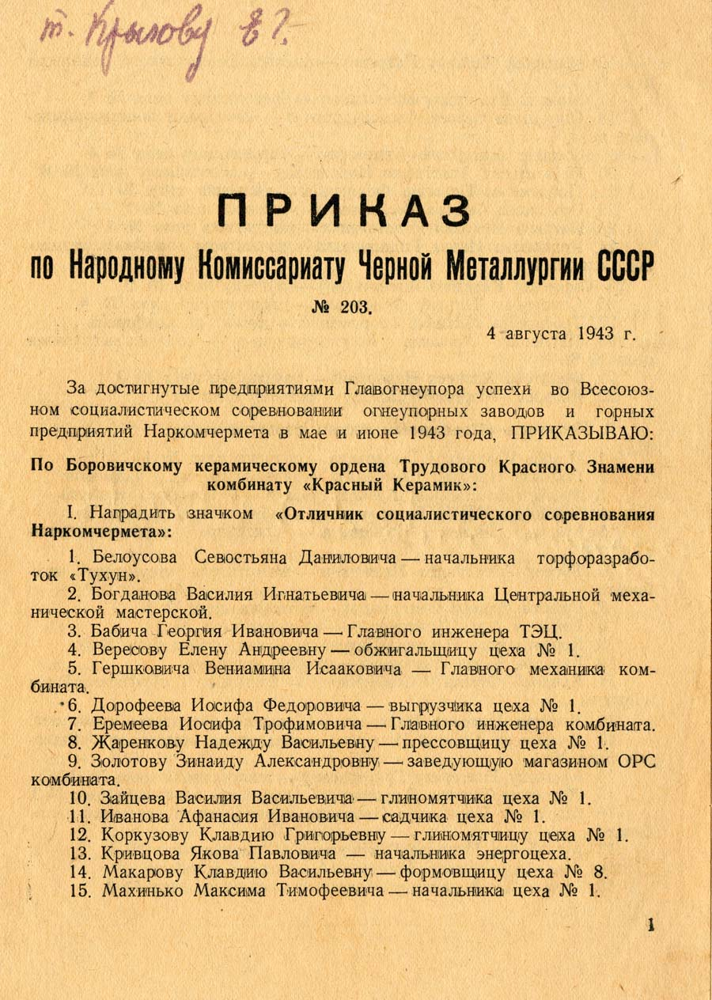 т. Крылову Е?.
ПРИКАЗ
по Народному Комиссариату Черной Металлургии СССР
№ 203.
4 августа 1943 г.
За достигнутые предприятиями Главогнеупора успехи во Всесоюз-
ном социалистическом соревновании огнеупорных заводов и горных
предприятий Наркомчермета в мае и июне 1943 года, ПРИКАЗЫВАЮ:
По Боровичскому керамическому ордена Трудового Красного Знамени
комбинату «Красный Керамик»:
I. Наградить значком «Отличник социалистического соревнования
Наркомчермета»:
1. Белоусова Севостьяна Даниловича — начальника торфоразрабо-
ток «Тухун».
2. Богданова Василия Игнатьевича — начальника Центральной меха-
нической мастерской.
3. Бабича Георгия Ивановича — Главного инженера ТЭЦ.
4. Вересову Елену Андреевну — обжигальщицу цеха № 1.
5. Гершковича Вениамина Исааковича — Главного механика ком-
бината.
6. Дорофеева Иосифа Федоровича — выгрузчика цеха № 1.
7. Еремеева Иосифа Трофимовича — Главного инженера комбината.
8. Жаренкову Надежду Васильевну — прессовщицу цеха № 1.
9. Золотову Зинаиду Александровну — заведующую магазином ОРС
комбината.
10. Зайцева Василия Васильевича — глиномятчика цеха № 1.
11. Иванова Афанасия Ивановича — садчика цеха № 1.
12. Коркузову Клавдию Григорьевну — глиномятчицу цеха № 1.
13. Кривцова Якова Павловича — начальника энергоцеха.
14. Макарову Клавдию Васильевну — формовщицу цеха № 8.
15. Махинько Максима Тимофеевича — начальника цеха № 1.
1